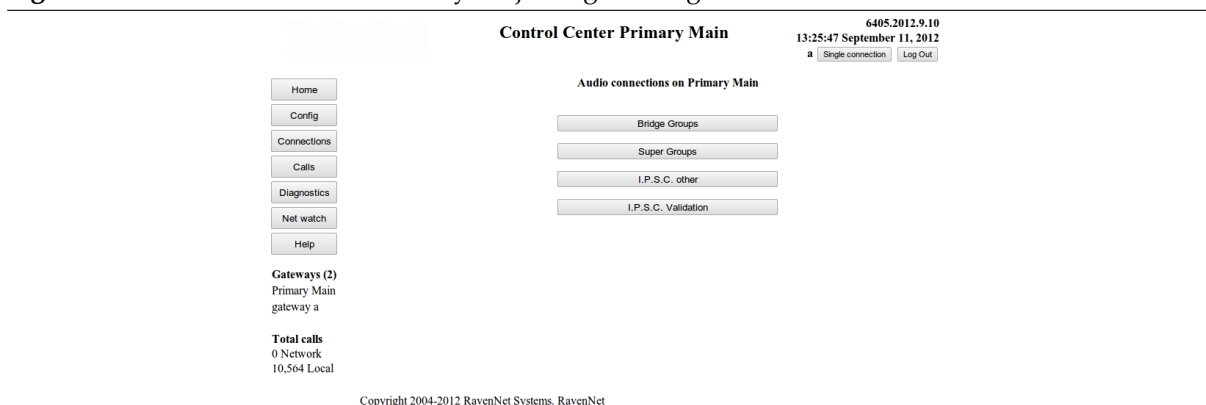 Control Center Primary Main
6405.2012.9.10
13:25:47 September 11, 2012
a Single connection Log Out
Home
Config
Connections
Calls
Diagnostics
Net watch
Help
Gateways (2)
Primary Main
gateway a
Total calls
0 Network
10,564 Local
Audio connections on Primary Main
Bridge Groups
Super Groups
I.P.S.C. other
I.P.S.C. Validation
Copyright 2004-2012 RavenNet Systems. RavenNet